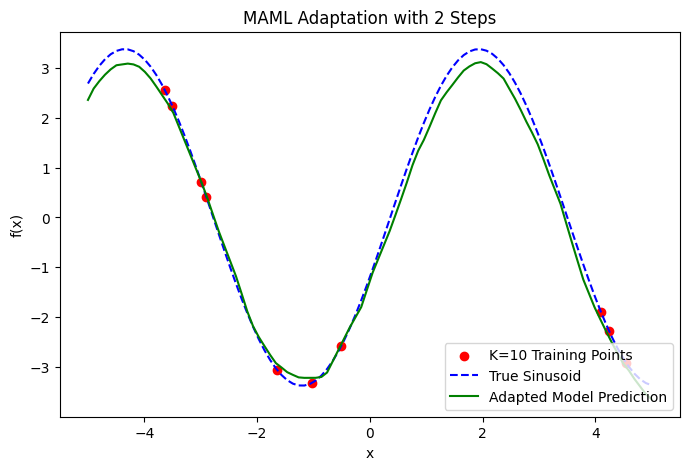 MAML Adaptation with 2 Steps
f(x)
3
2
1
0
−1
−2
−3
−4
−2
0
2
4
x
K=10 Training Points
True Sinusoid
Adapted Model Prediction